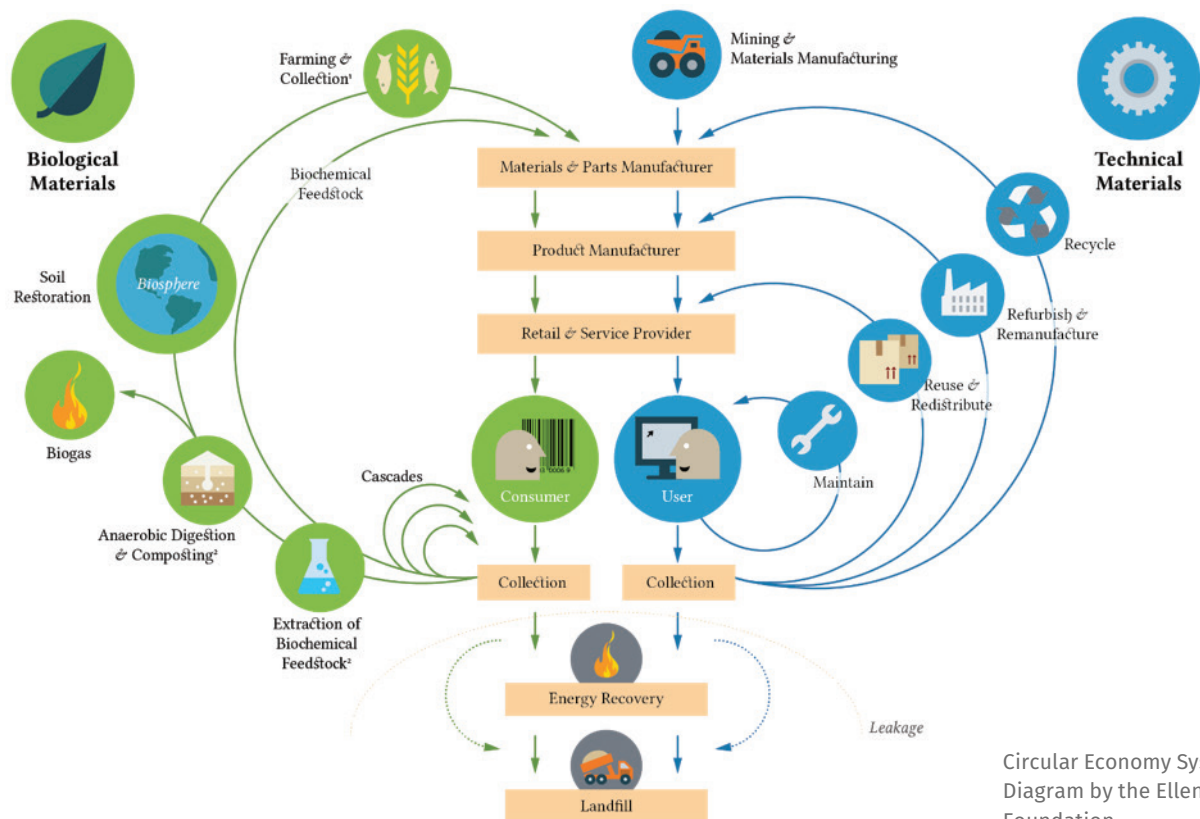 Biological
Materials
Farming &
Collection¹
Mining &
Materials Manufacturing
Technical
Materials
Biochemical
Feedstock
Materials & Parts Manufacturer
Recycle
Product Manufacturer
Soil
Restoration
Biosphere
Refurbish &
Remanufacture
Retail & Service Provider
Reuse &
Redistribute
Biogas
Cascades
Consumer
User
Maintain
Anaerobic Digestion
& Composting²
Collection
Collection
Extraction of
Biochemical
Feedstock²
Energy Recovery
Leakage
Landfill
Circular Economy Sy
Diagram by the Ellen
Foundation